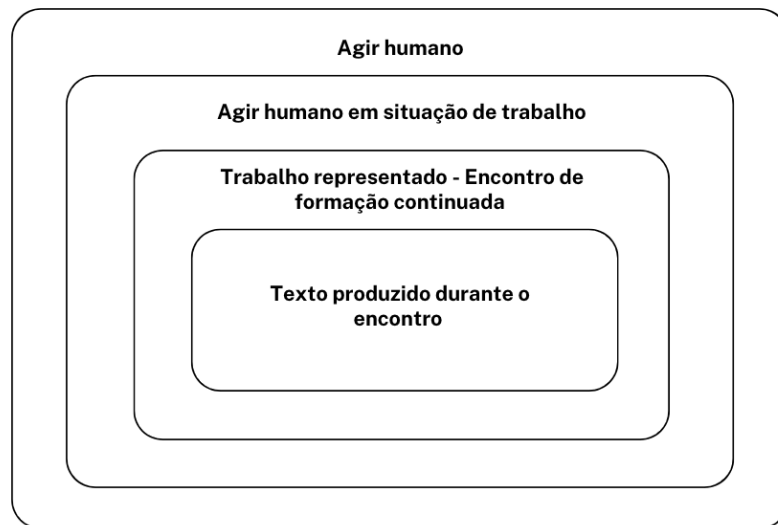 Agir humano
Agir humano em situação de trabalho
Trabalho representado - Encontro de
formação continuada
Texto produzido durante o
encontro